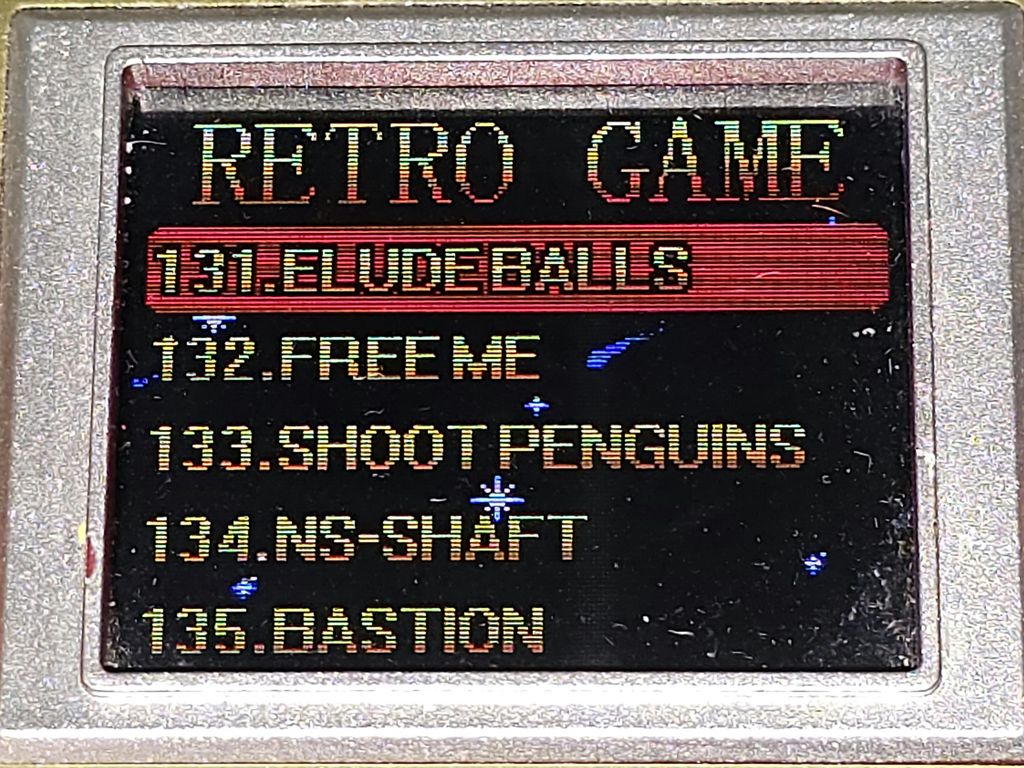 RETRO GAME
131.ELUDE BALLS
132.FREE ME
133.SHOOT PENGUINS
134.NS-SHAFT
135.BASTION